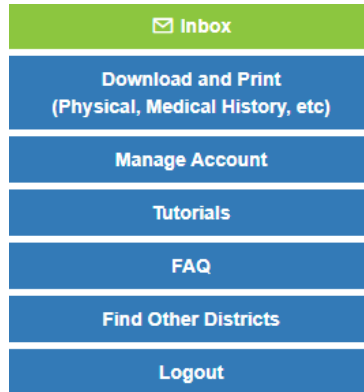 Inbox
Download and Print
(Physical, Medical History, etc)
Manage Account
Tutorials
FAQ
Find Other Districts
Logout